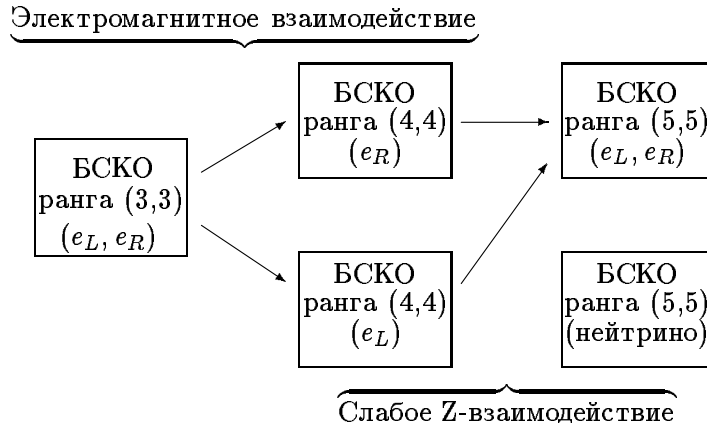 Электромагнитное взаимодействие
БСКО
ранга (3,3)
(e_L, e_R)
БСКО
ранга (4,4)
(e_R)
БСКО
ранга (4,4)
(e_L)
БСКО
ранга (5,5)
(e_L, e_R)
БСКО
ранга (5,5)
(нейтрино)
Слабое Z-взаимодействие